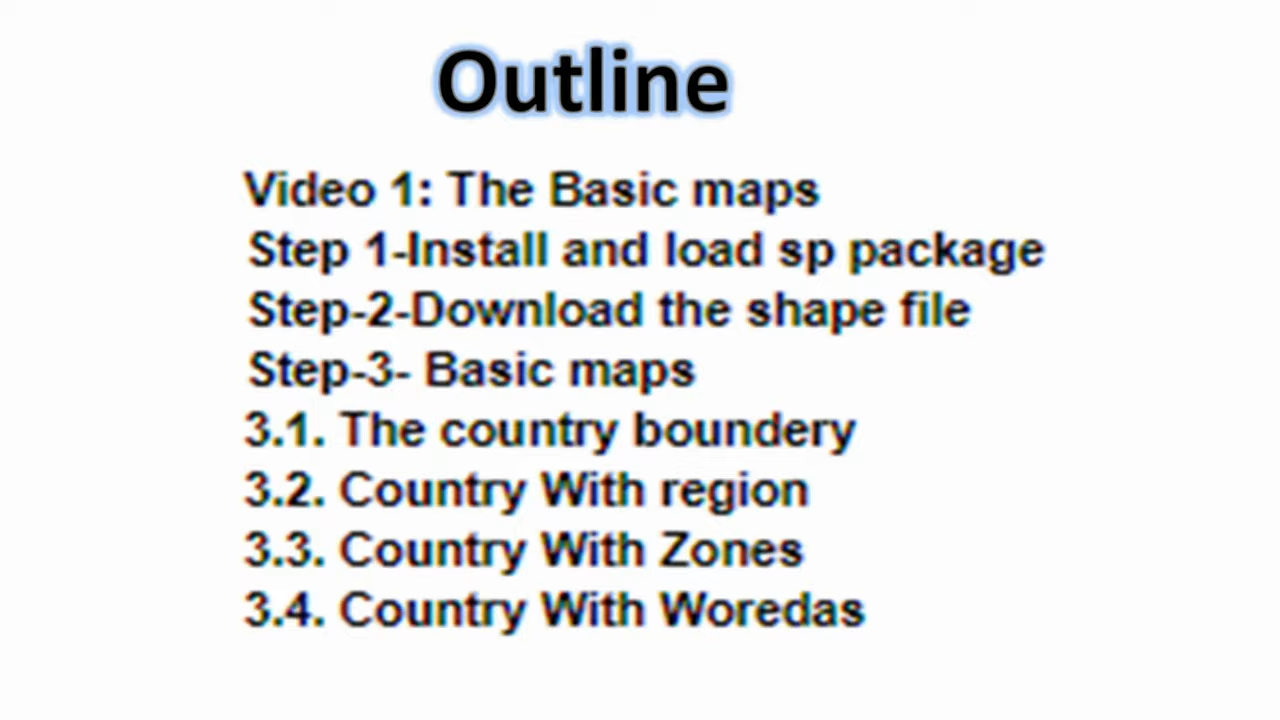 Outline
Video 1: The Basic maps
Step 1-Install and load sp package
Step-2-Download the shape file
Step-3- Basic maps
3.1. The country boundery
3.2. Country With region
3.3. Country With Zones
3.4. Country With Woredas